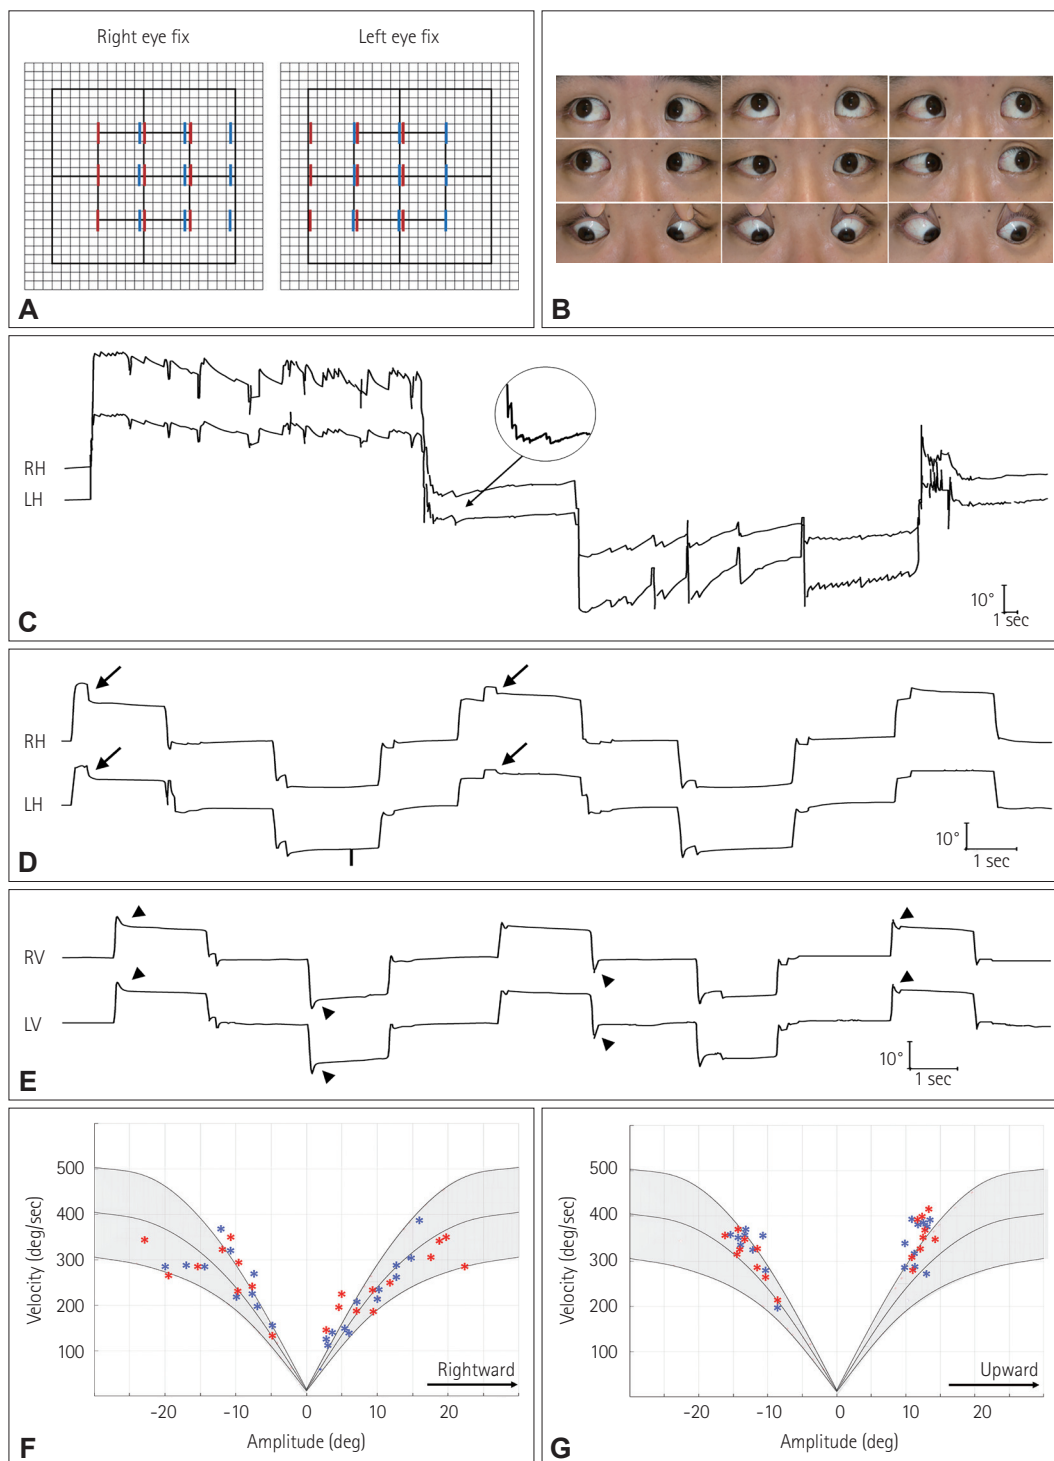 Right eye fix
Left eye fix
A
B
RH
LH
10°
1 sec
C
RH
LH
10°
1 sec
D
RV
LV
10°
1 sec
E
500
400
300
200
100
Velocity (deg/sec)
Rightward
-20 -10 0 10 20
Amplitude (deg)
F
500
400
300
200
100
Velocity (deg/sec)
Upward
-20 -10 0 10 20
Amplitude (deg)
G